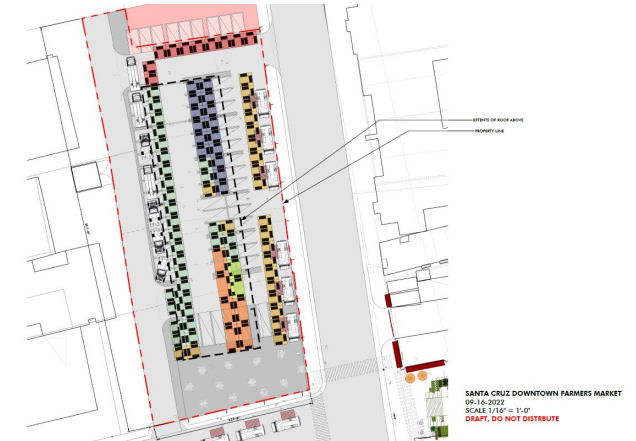 EXTENTS OF ROOF ABOVE
PROPERTY LINE
SANTA CRUZ DOWNTOWN FARMERS MARKET
09-16-2022
SCALE 1/16" = 1'-0"
DRAFT, DO NOT DISTRBUTE